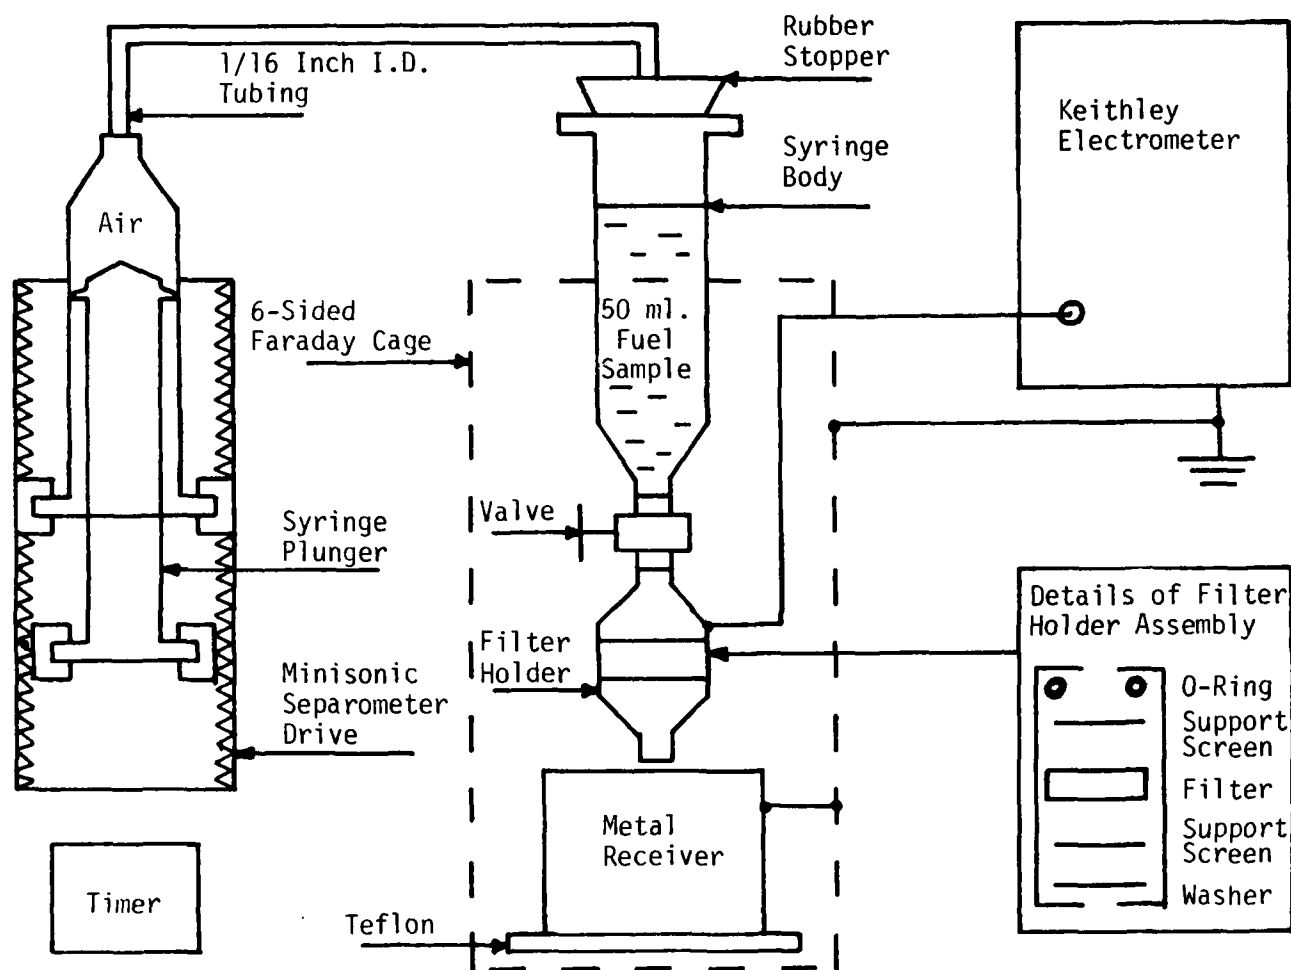 Rubber
Stopper
1/16 Inch I.D.
Tubing
Keithley
Electrometer
Syringe
Body
Air
6-Sided
Faraday Cage
50 ml.
Fuel
Sample
Valve
Syringe
Plunger
Filter
Holder
Minisonic
Separometer
Drive
Details of Filter
Holder Assembly
O-Ring
Support
Screen
Filter
Support
Screen
Washer
Metal
Receiver
Timer
Teflon